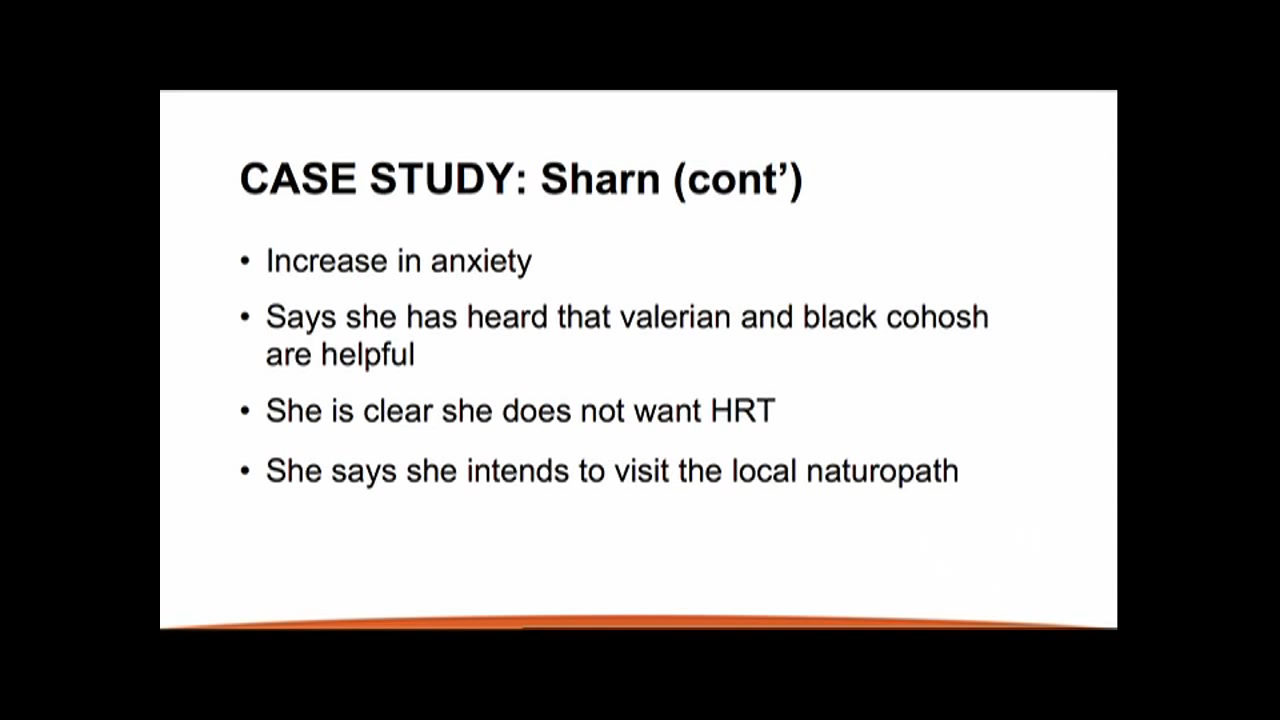 CASE STUDY: Sharn (cont’)
• Increase in anxiety
• Says she has heard that valerian and black cohosh
are helpful
• She is clear she does not want HRT
• She says she intends to visit the local naturopath